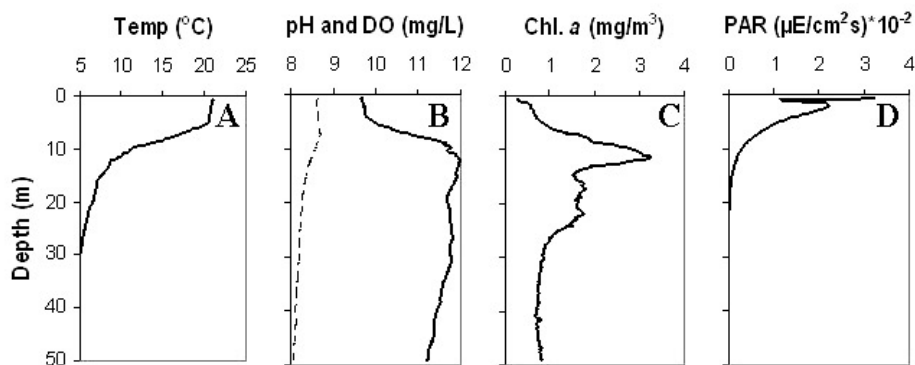 Temp (°C) pH and DO (mg/L) Chl. a (mg/m³) PAR (µE/cm²s)*10⁻²
5 10 15 20 25 8 9 10 11 12 0 1 2 3 4 0 1 2 3 4
0
A B C D
10
20
Depth (m)
30
40
50